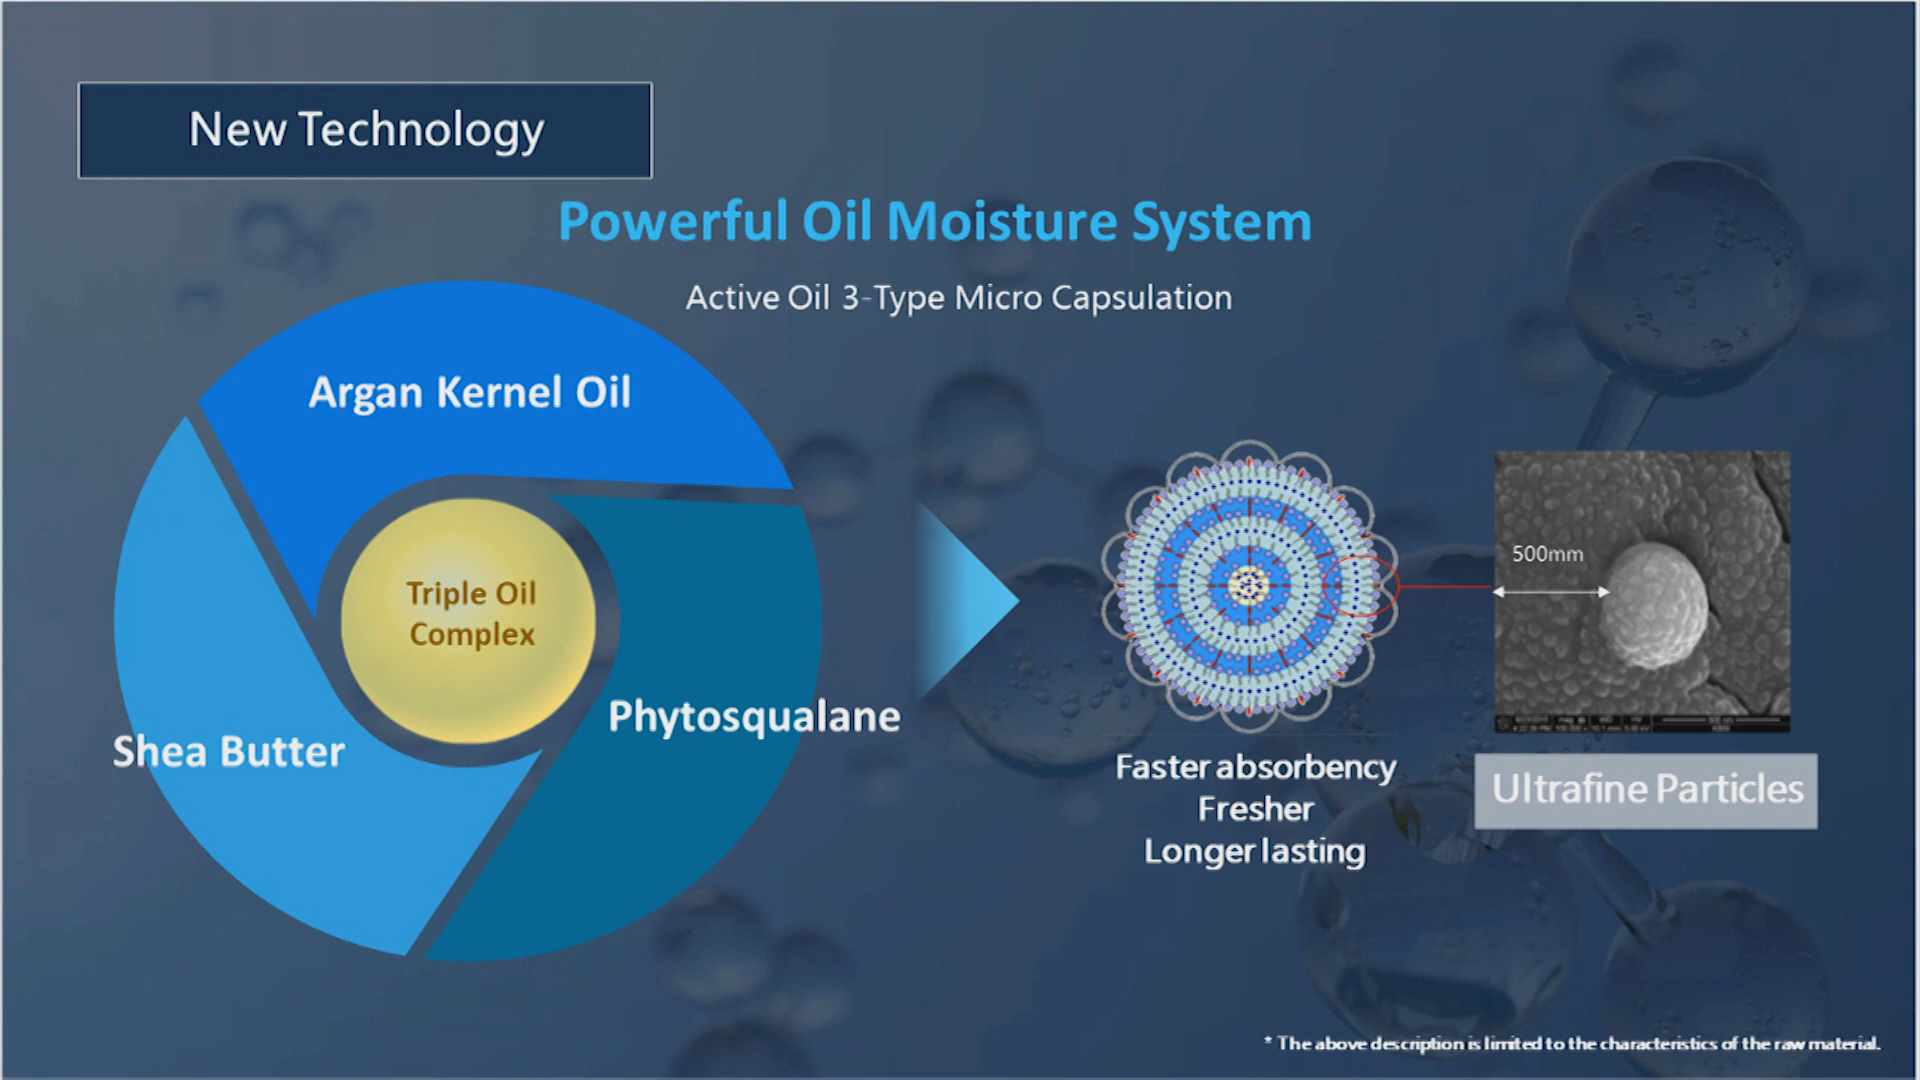 New Technology
Powerful Oil Moisture System
Active Oil 3-Type Micro Capsulation
Argan Kernel Oil
Triple Oil
Complex
Phytosqualane
Shea Butter
500mm
Faster absorbency
Fresher
Longer lasting
Ultrafine Particles
* The above description is limited to the characteristics of the raw material.